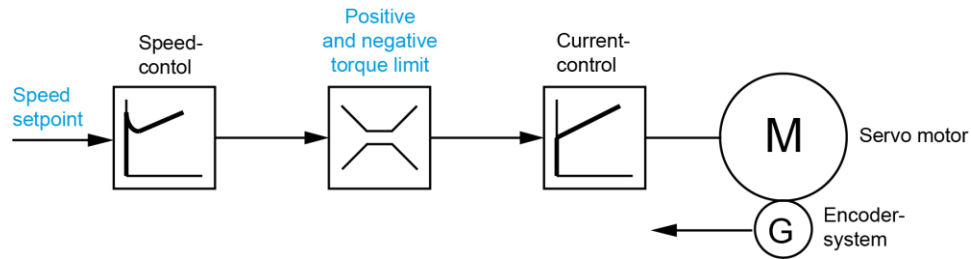 Speed
setpoint
Speed-
contol
Positive
and negative
torque limit
Current-
control
M
Servo motor
G
Encoder-
system